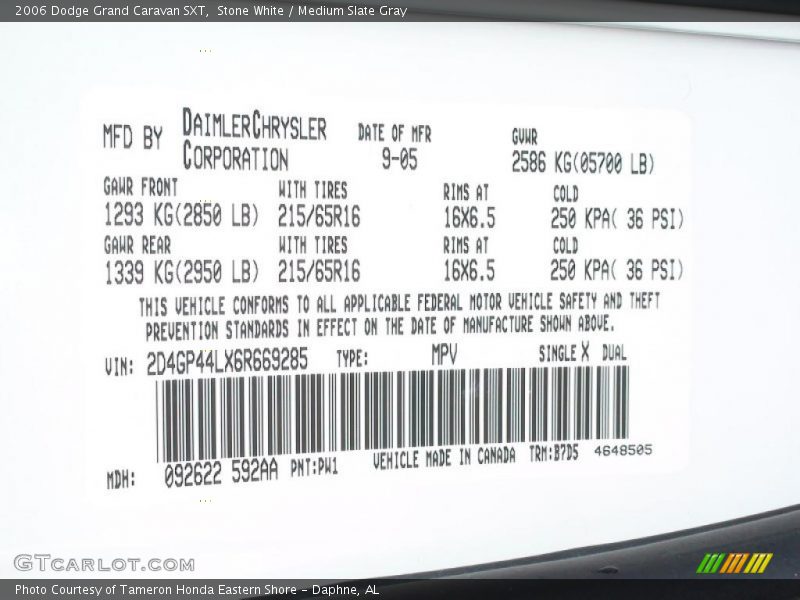 2006 Dodge Grand Caravan SXT,  Stone White / Medium Slate Gray
MFD BY DAIMLERCHRYSLER CORPORATION DATE OF MFR 9-05 GVWR 2586 KG(05700 LB)
GAWR FRONT WITH TIRES RIMS AT COLD
1293 KG(2850 LB) 215/65R16 16X6.5 250 KPA( 36 PSI)
GAWR REAR WITH TIRES RIMS AT COLD
1339 KG(2950 LB) 215/65R16 16X6.5 250 KPA( 36 PSI)
THIS VEHICLE CONFORMS TO ALL APPLICABLE FEDERAL MOTOR VEHICLE SAFETY AND THEFT
PREVENTION STANDARDS IN EFFECT ON THE DATE OF MANUFACTURE SHOWN ABOVE.
VIN: 2D4GP44LX6R669285 TYPE: MPV SINGLE X DUAL
MDH: 092622 592AA PNT:PW1 VEHICLE MADE IN CANADA TRM:B7D5 4648505
GTCARLOT.COM
Photo Courtesy of Tameron Honda Eastern Shore - Daphne, AL